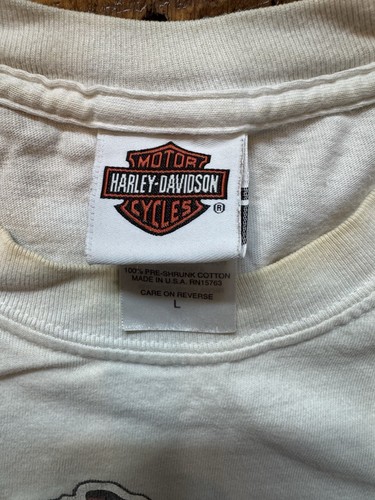 MOTOR
HARLEY-DAVIDSON
CYCLES
®
100% PRE-SHRUNK COTTON
MADE IN U.S.A. RN15763
CARE ON REVERSE
L